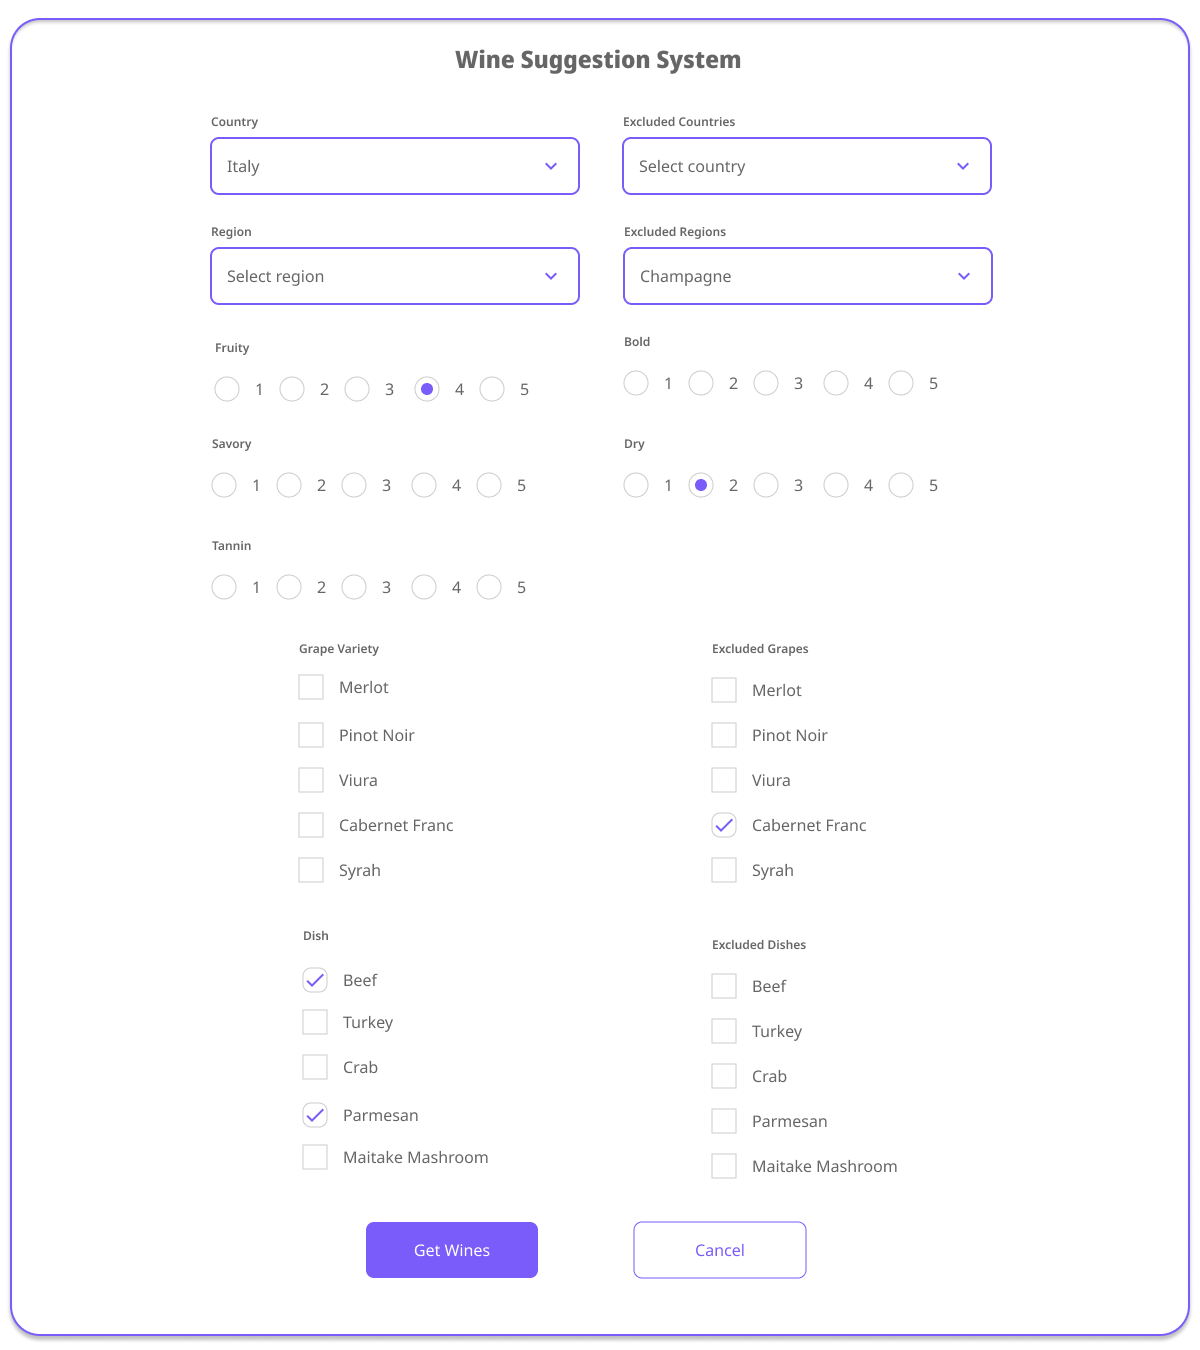 Wine Suggestion System
Country
Excluded Countries
Italy
Select country
Region
Excluded Regions
Select region
Champagne
Fruity
Bold
1 2 3 4 5
1 2 3 4 5
Savory
Dry
1 2 3 4 5
1 2 3 4 5
Tannin
1 2 3 4 5
Grape Variety
Merlot
Pinot Noir
Viura
Cabernet Franc
Syrah
Excluded Grapes
Merlot
Pinot Noir
Viura
Cabernet Franc
Syrah
Dish
Beef
Turkey
Crab
Parmesan
Maitake Mashroom
Excluded Dishes
Beef
Turkey
Crab
Parmesan
Maitake Mashroom
Get Wines
Cancel